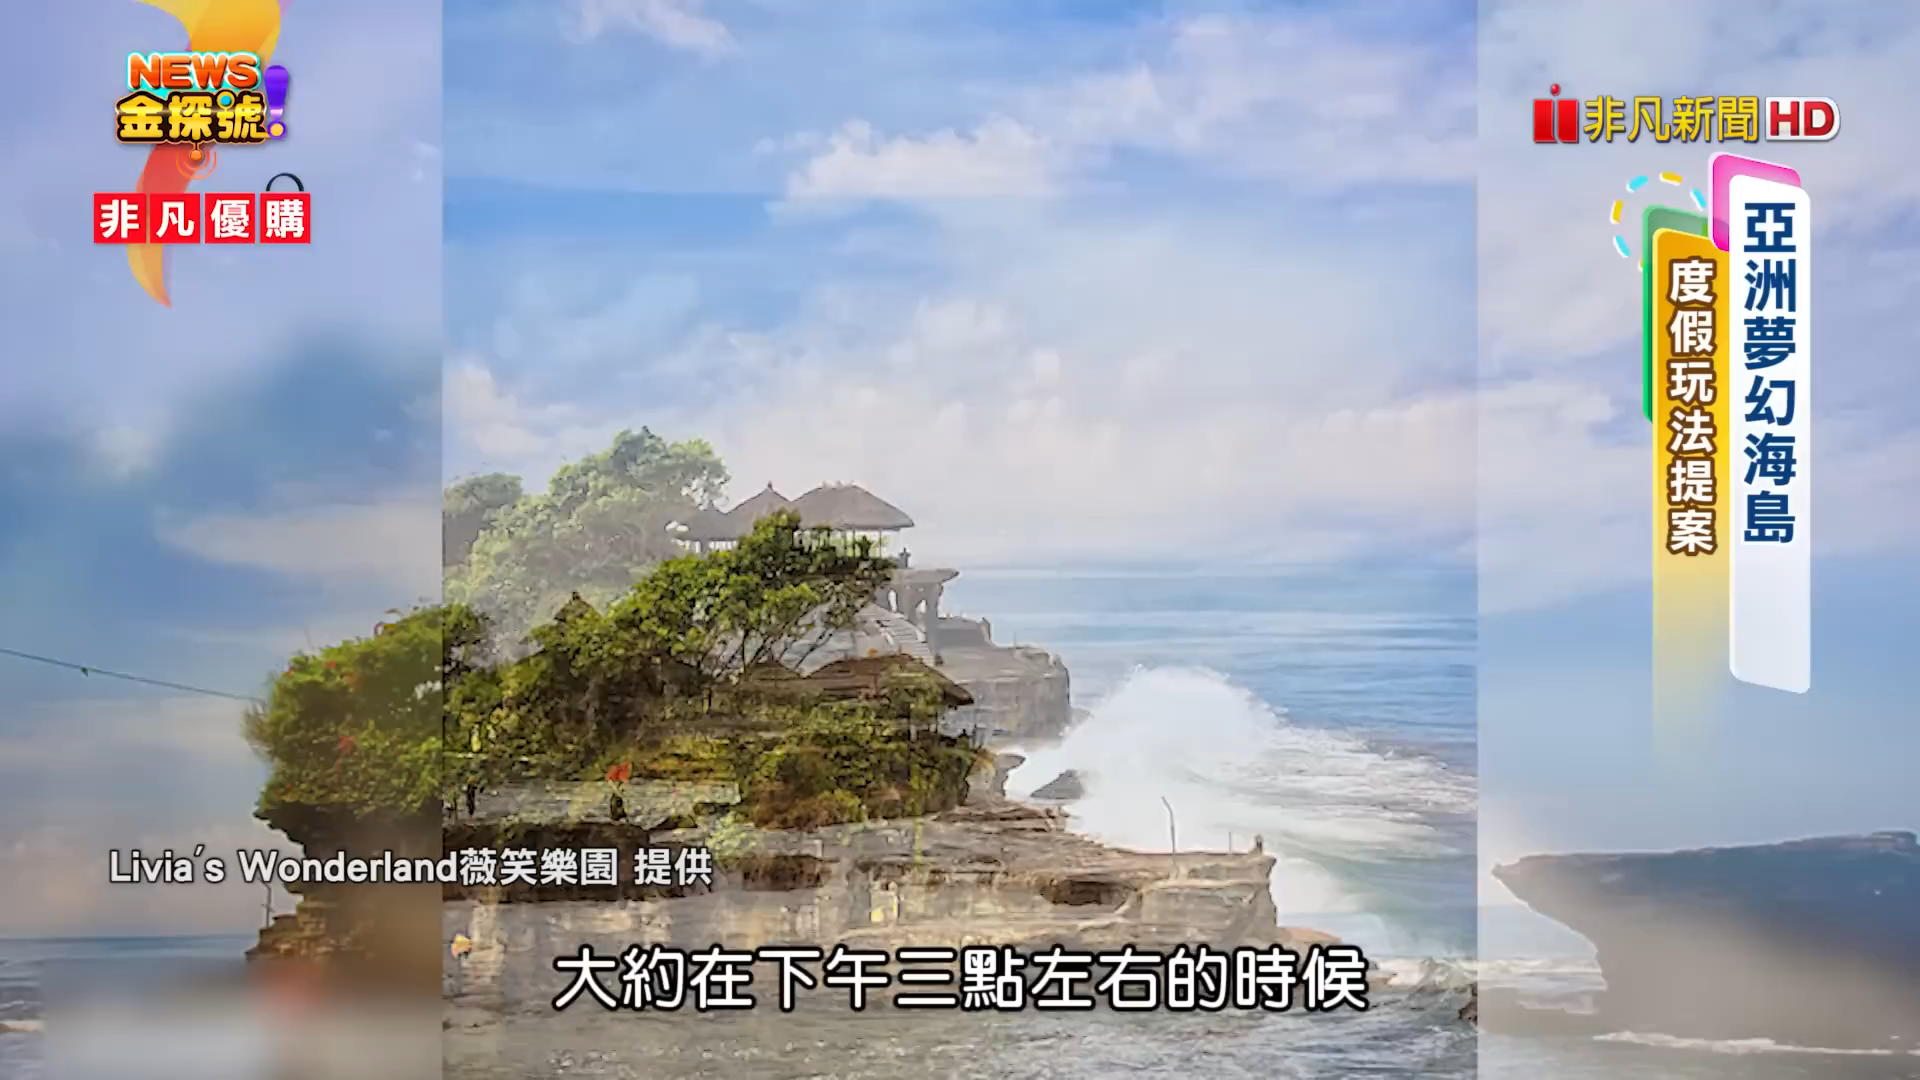 NEWS
金探號!
非凡優購
非凡新聞HD
亞洲夢幻海島
度假玩法提案
Livia's Wonderland薇笑樂園 提供
大約在下午三點左右的時候